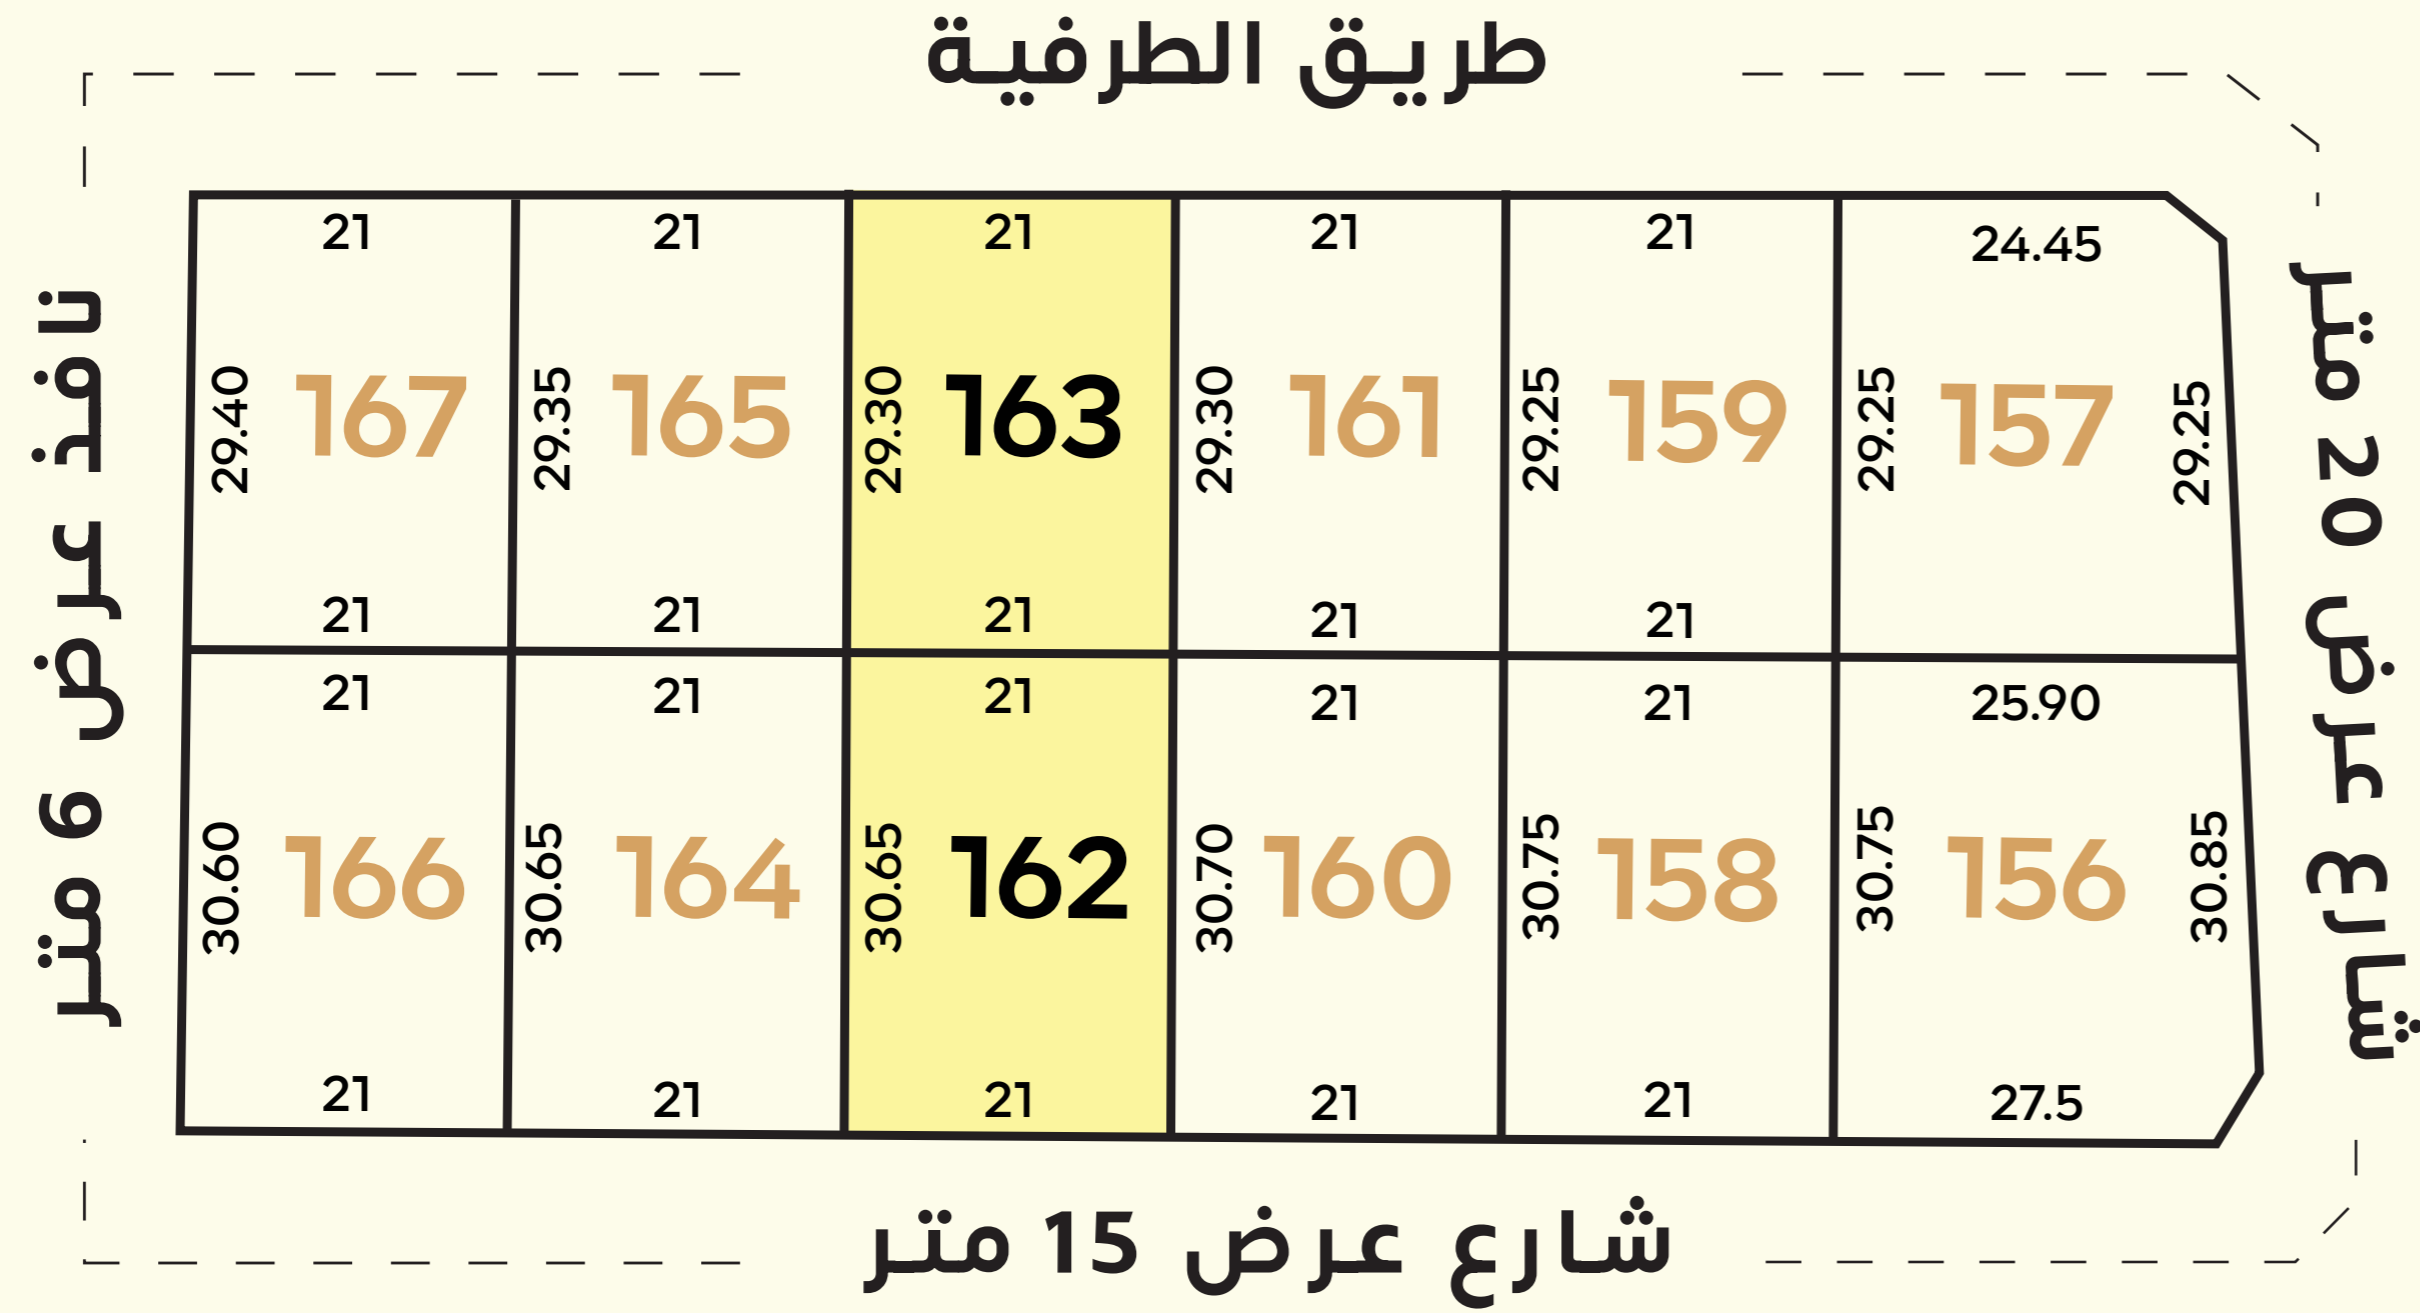 طريق الطرفية
21 21 21 21 21 24.45
29.40 167 29.35 165 29.30 163 29.30 161 29.25 159 29.25 157 29.25
21 21 21 21 21
21 21 21 21 21 25.90
30.60 166 30.65 164 30.65 162 30.70 160 30.75 158 30.75 156 30.85
21 21 21 21 21 27.5
نافذ عرض 6 متر
شارع عرض 20 متر
شارع عرض 15 متر